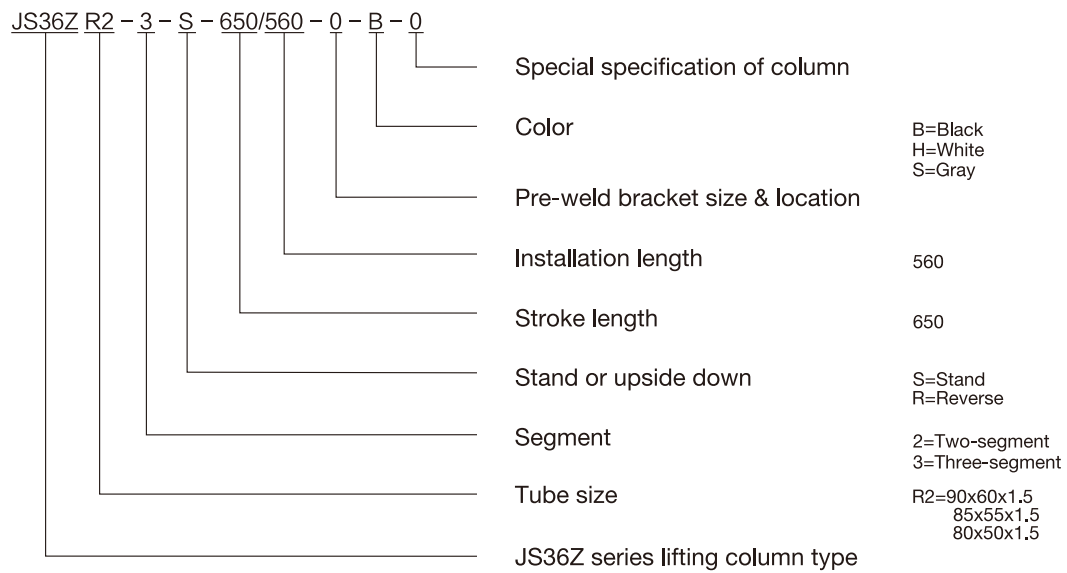 JS36Z R2 - 3 - S - 650/560 - 0 - B - 0
Special specification of column
Color
B=Black
H=White
S=Gray
Pre-weld bracket size & location
Installation length
560
Stroke length
650
Stand or upside down
S=Stand
R=Reverse
Segment
2=Two-segment
3=Three-segment
Tube size
R2=90x60x1.5
85x55x1.5
80x50x1.5
JS36Z series lifting column type